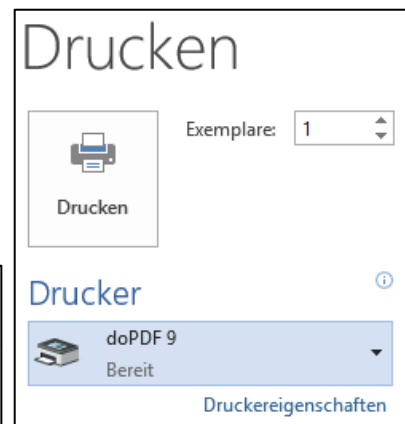 Drucken
Exemplare: 1
Drucken
Drucker
doPDF 9
Bereit
Druckereigenschaften